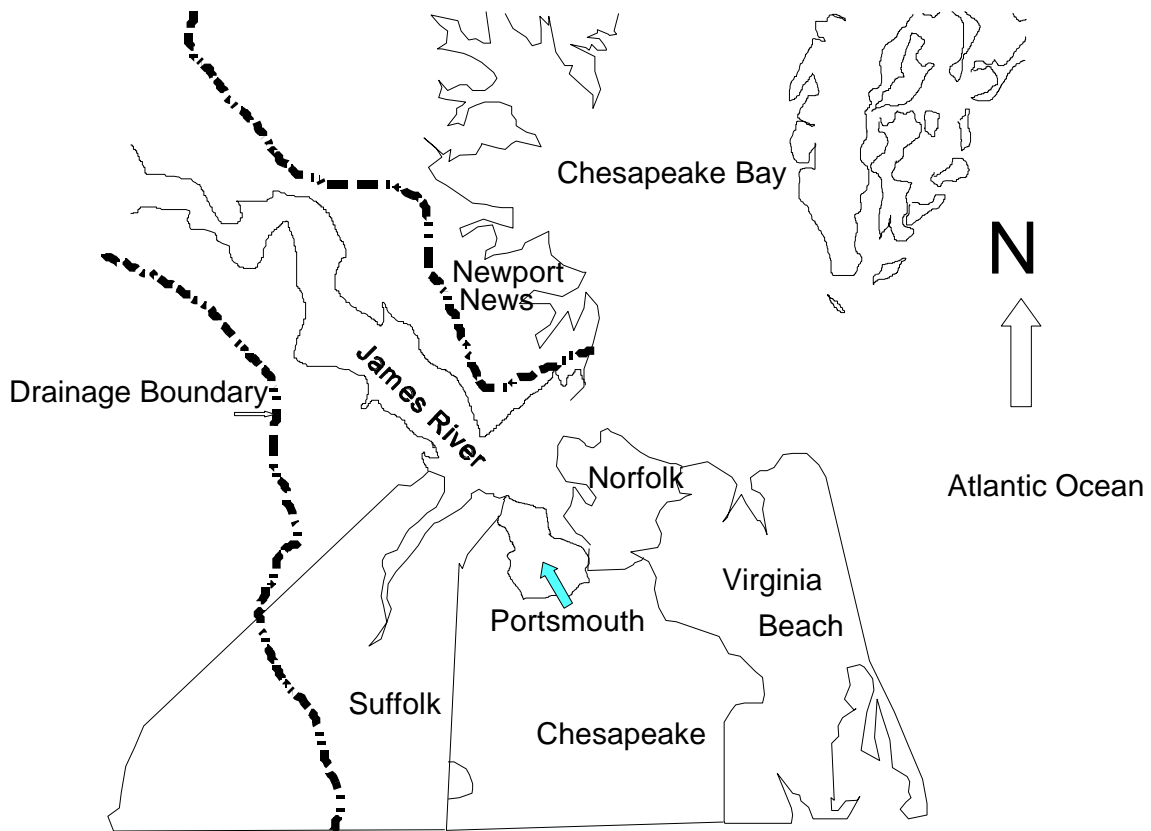 Chesapeake Bay
N
Newport
News
James River
Drainage Boundary
Norfolk
Atlantic Ocean
Virginia
Beach
Portsmouth
Suffolk
Chesapeake